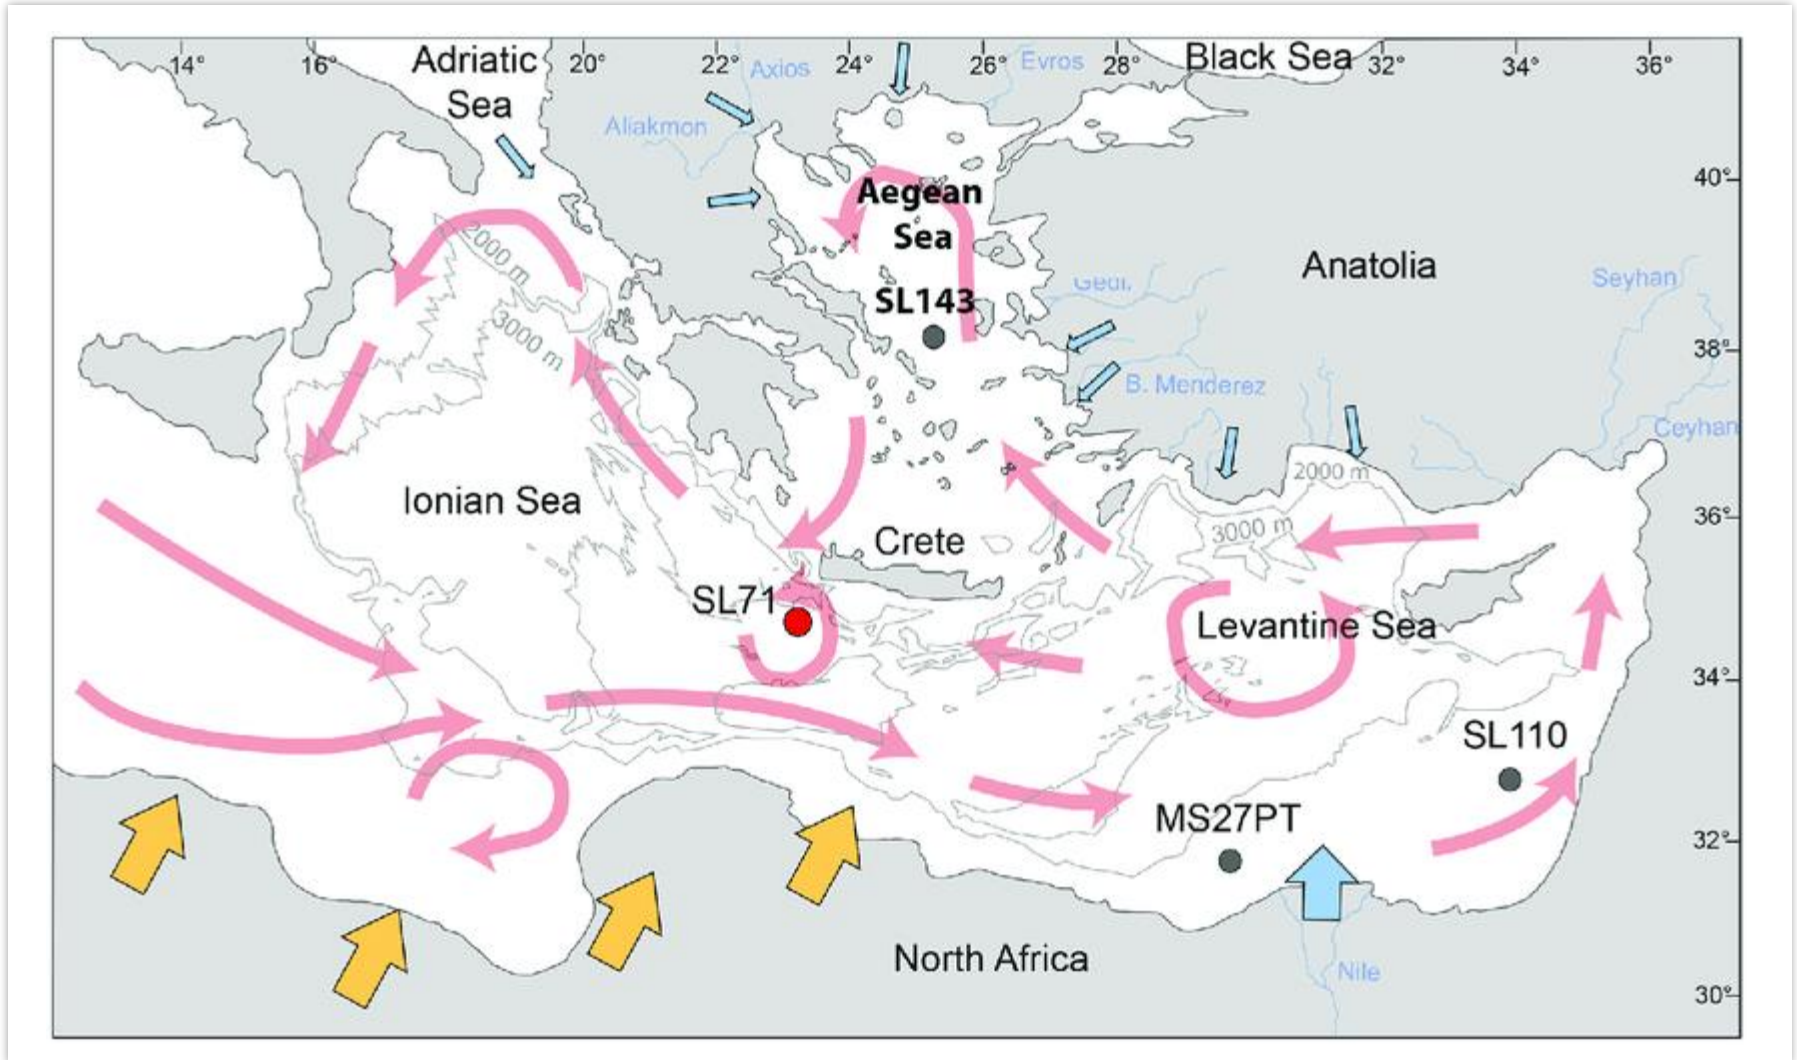 Adriatic
Sea
Black Sea
14°
16°
20°
22°
24°
26°
28°
32°
34°
36°
Axios
Evros
Aliakmon
40°
Aegean
Sea
2000 m
Anatolia
Seyhan
SL143
3000 m
38°
B. Menderez
Ceyhan
2000 m
Ionian Sea
3000 m
36°
Crete
SL71
Levantine Sea
34°
SL110
MS27PT
32°
North Africa
Nile
30°